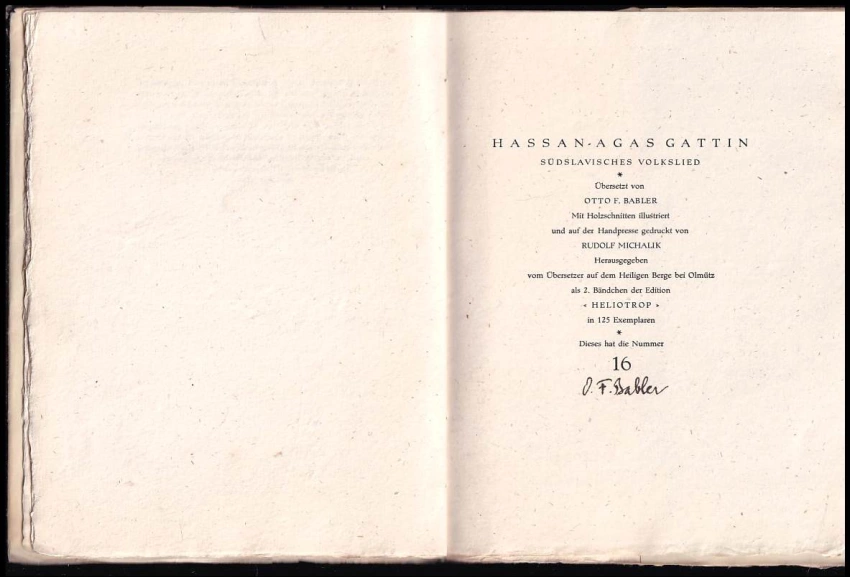 HASSAN-AGAS GATTIN
SÜDSLAVISCHES VOLKSLIED
*
Übersetzt von
OTTO F. BABLER
Mit Holzschnitten illustriert
und auf der Handpresse gedruckt von
RUDOLF MICHALIK
Herausgegeben
vom Übersetzer auf dem Heiligen Berge bei Olmütz
als 2. Bändchen der Edition
« HELIOTROP »
in 125 Exemplaren
*
Dieses hat die Nummer
16
O. F. Babler